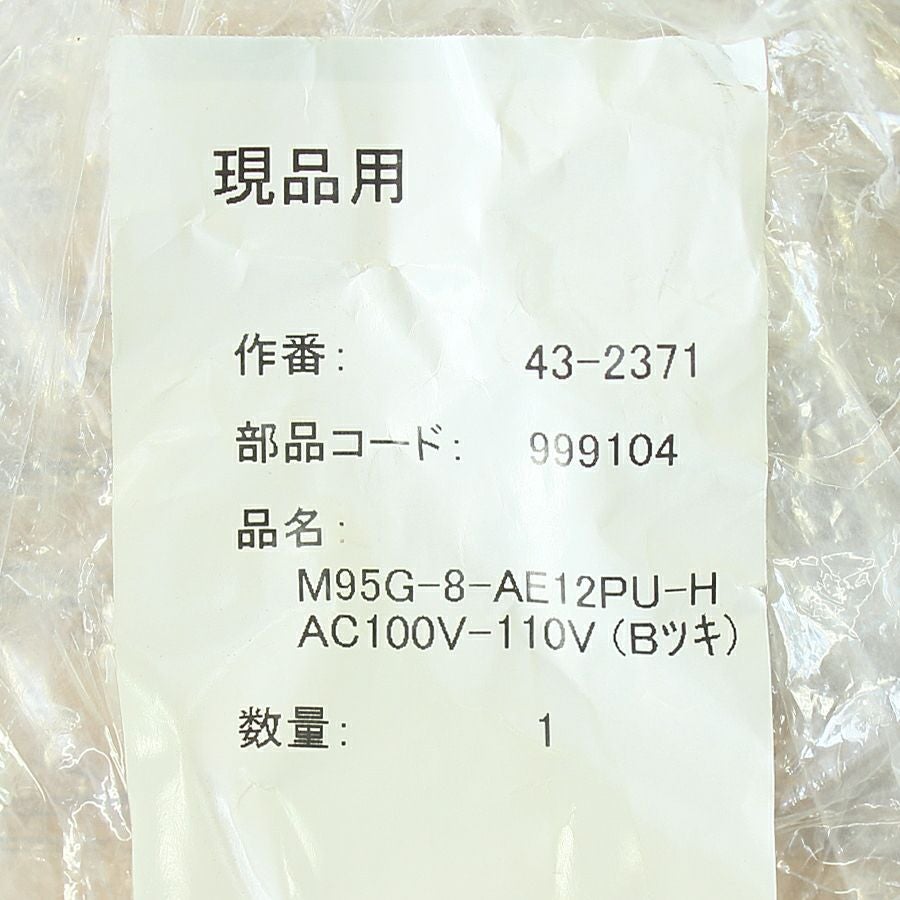 現品用
作番: 43-2371
部品コード: 999104
品名:
M95G-8-AE12PU-H
AC100V-110V(Bツキ)
数量: 1